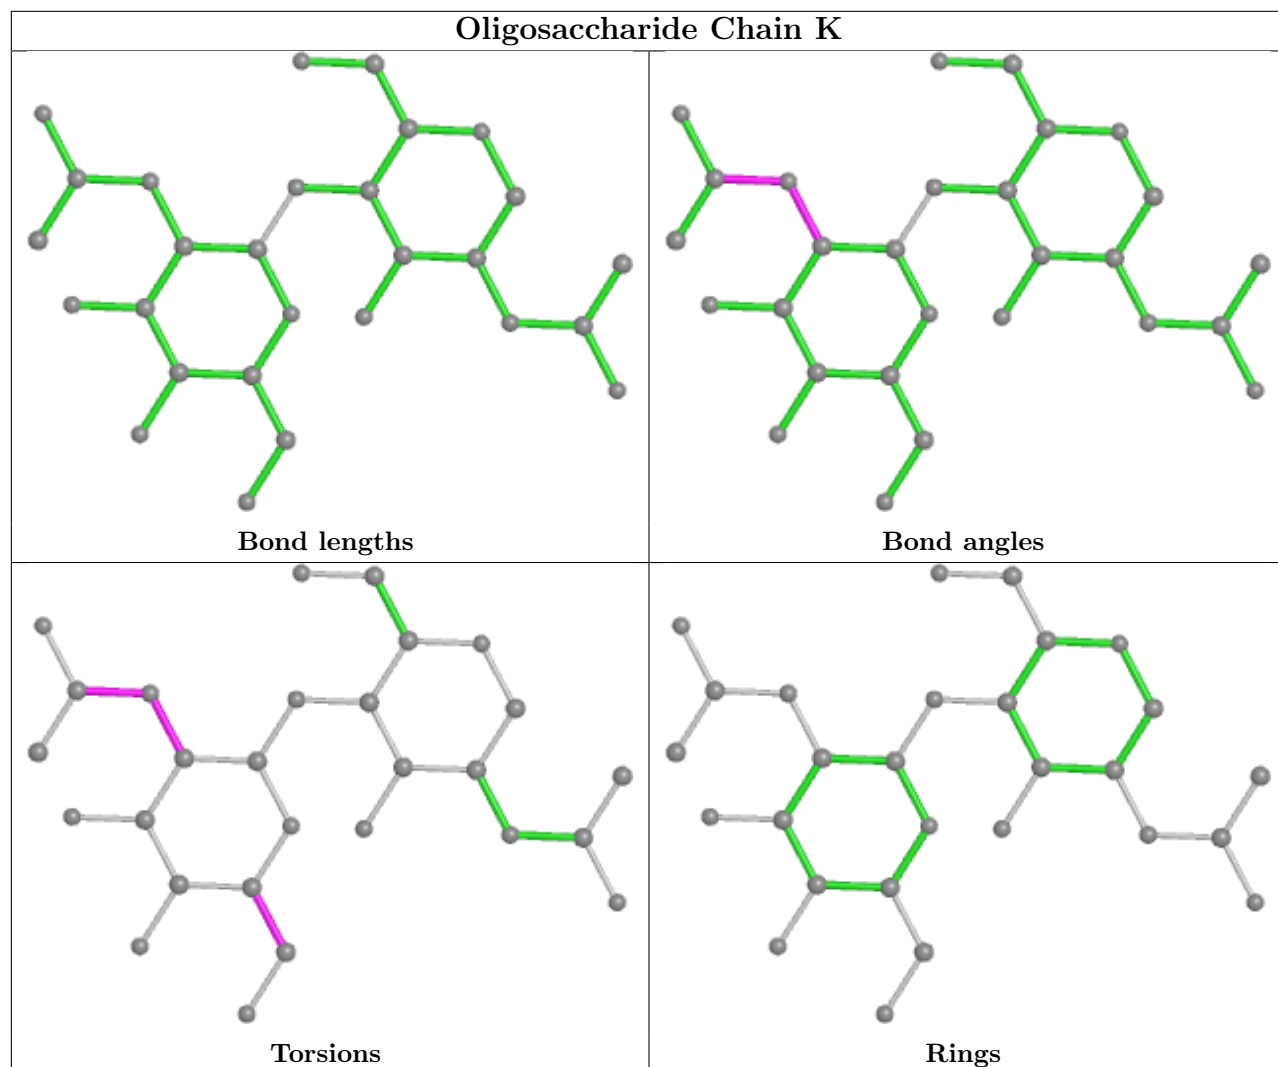 Oligosaccharide Chain K
Bond lengths
Bond angles
Torsions
Rings